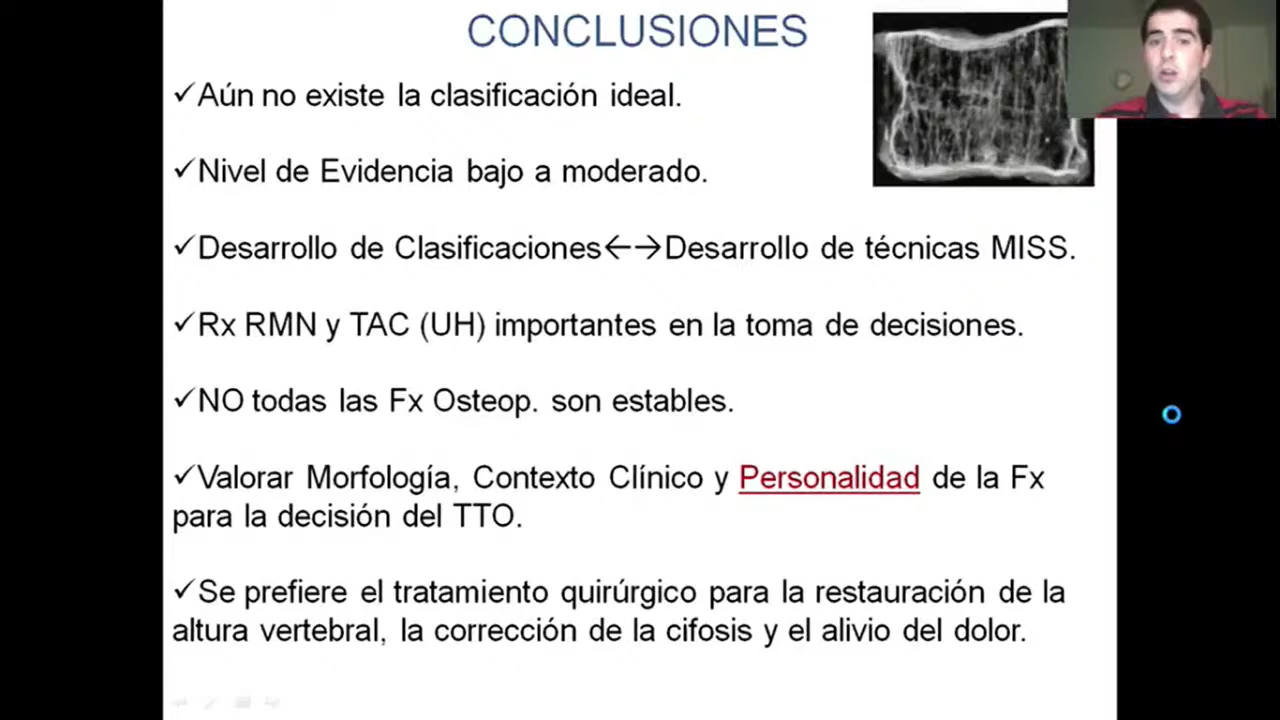 CONCLUSIONES
✓Aún no existe la clasificación ideal.
✓Nivel de Evidencia bajo a moderado.
✓Desarrollo de Clasificaciones←→Desarrollo de técnicas MISS.
✓Rx RMN y TAC (UH) importantes en la toma de decisiones.
✓NO todas las Fx Osteop. son estables.
✓Valorar Morfología, Contexto Clínico y Personalidad de la Fx
para la decisión del TTO.
✓Se prefiere el tratamiento quirúrgico para la restauración de la
altura vertebral, la corrección de la cifosis y el alivio del dolor.